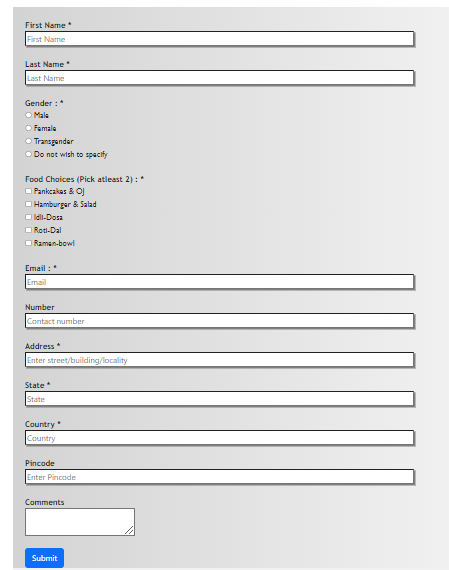 First Name *
First Name
Last Name *
Last Name
Gender : *
Male
Female
Transgender
Do not wish to specify
Food Choices (Pick atleast 2) : *
Pankcakes & OJ
Hamburger & Salad
Idli-Dosa
Roti-Dal
Ramen-bowl
Email : *
Email
Number
Contact number
Address *
Enter street/building/locality
State *
State
Country *
Country
Pincode
Enter Pincode
Comments
Submit